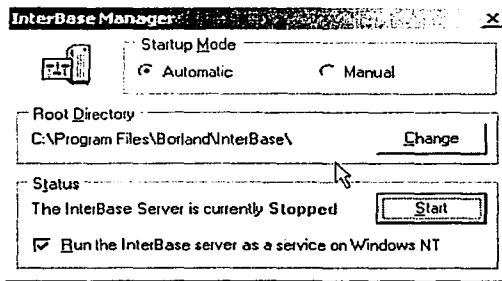 InterBase Manager
Startup Mode
Automatic Manual
Root Directory
C:\Program Files\Borland\InterBase\ Change
Status
The InterBase Server is currently Stopped Start
Run the InterBase server as a service on Windows NT